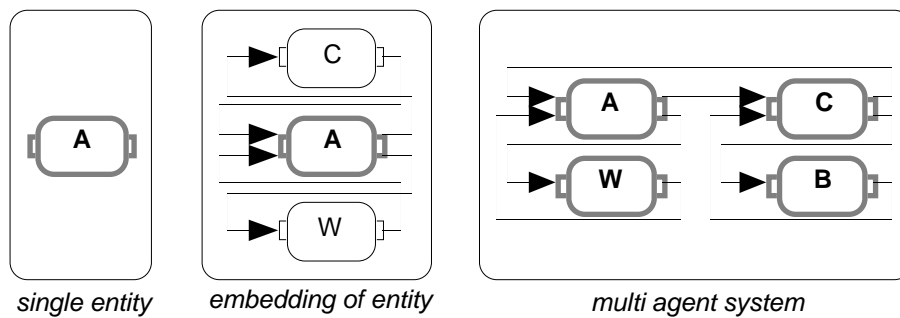 A
C
A
W
A
C
W
B
single entity
embedding of entity
multi agent system